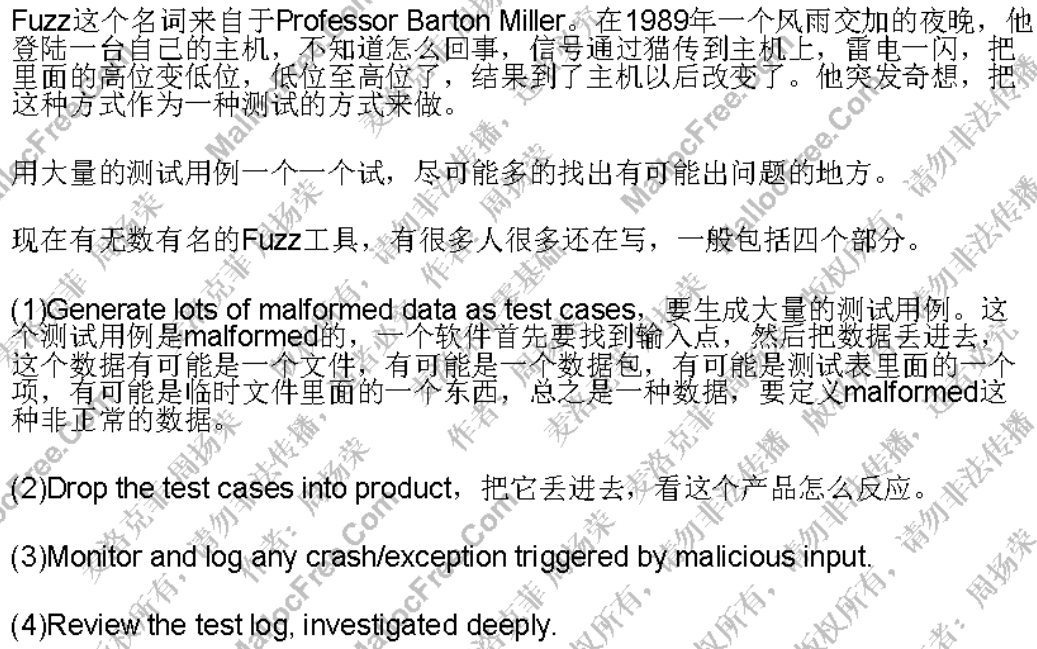 Fuzz这个名词来自于Professor Barton Miller。在1989年一个风雨交加的夜晚，他
登陆一台自己的主机，不知道怎么回事，信号通过猫传到主机上，雷电一闪，把
里面的高位变低位，低位至高位了，结果到了主机以后改变了。他突发奇想，把
这种方式作为一种测试的方式来做。
用大量的测试用例一个一个试，尽可能多的找出有可能出问题的地方。
现在有无数有名的Fuzz工具，有很多人很多还在写，一般包括四个部分。
(1)Generate lots of malformed data as test cases，要生成大量的测试用例。这
个测试用例是malformed的，一个软件首先要找到输入点，然后把数据丢进去，
这个数据有可能是一个文件，有可能是一个数据包，有可能是测试表里面的一个
项，有可能是临时文件里面的一个东西，总之是一种数据，要定义malformed这
种非正常的数据。
(2)Drop the test cases into product，把它丢进去，看这个产品怎么反应。
(3)Monitor and log any crash/exception triggered by malicious input.
(4)Review the test log, investigated deeply.